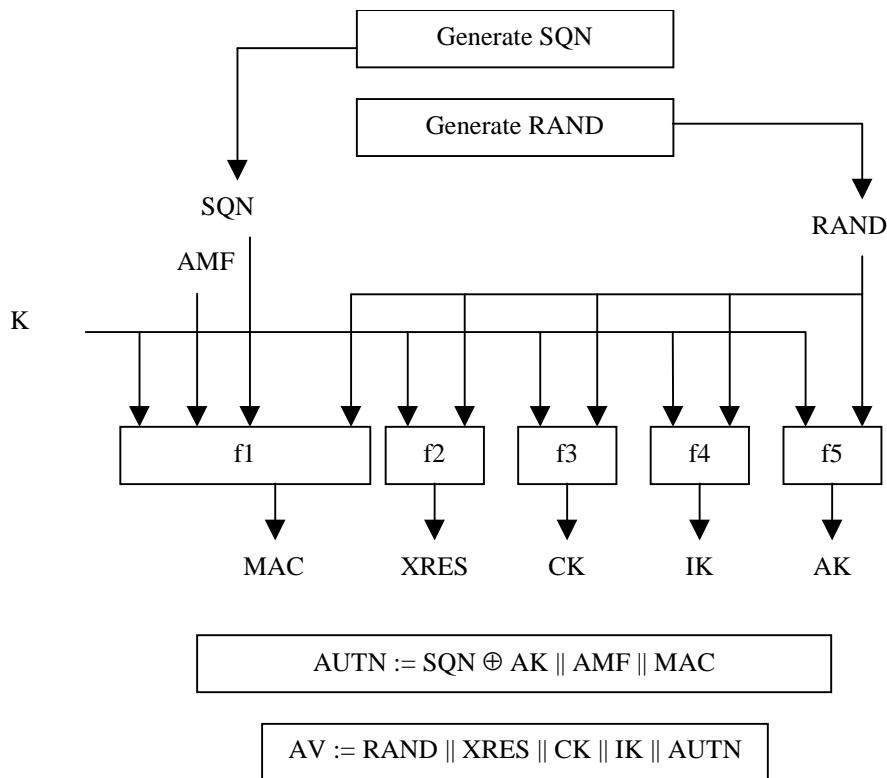 Generate SQN
Generate RAND
SQN
RAND
AMF
K
f1 f2 f3 f4 f5
MAC XRES CK IK AK
AUTN := SQN ⊕ AK || AMF || MAC
AV := RAND || XRES || CK || IK || AUTN